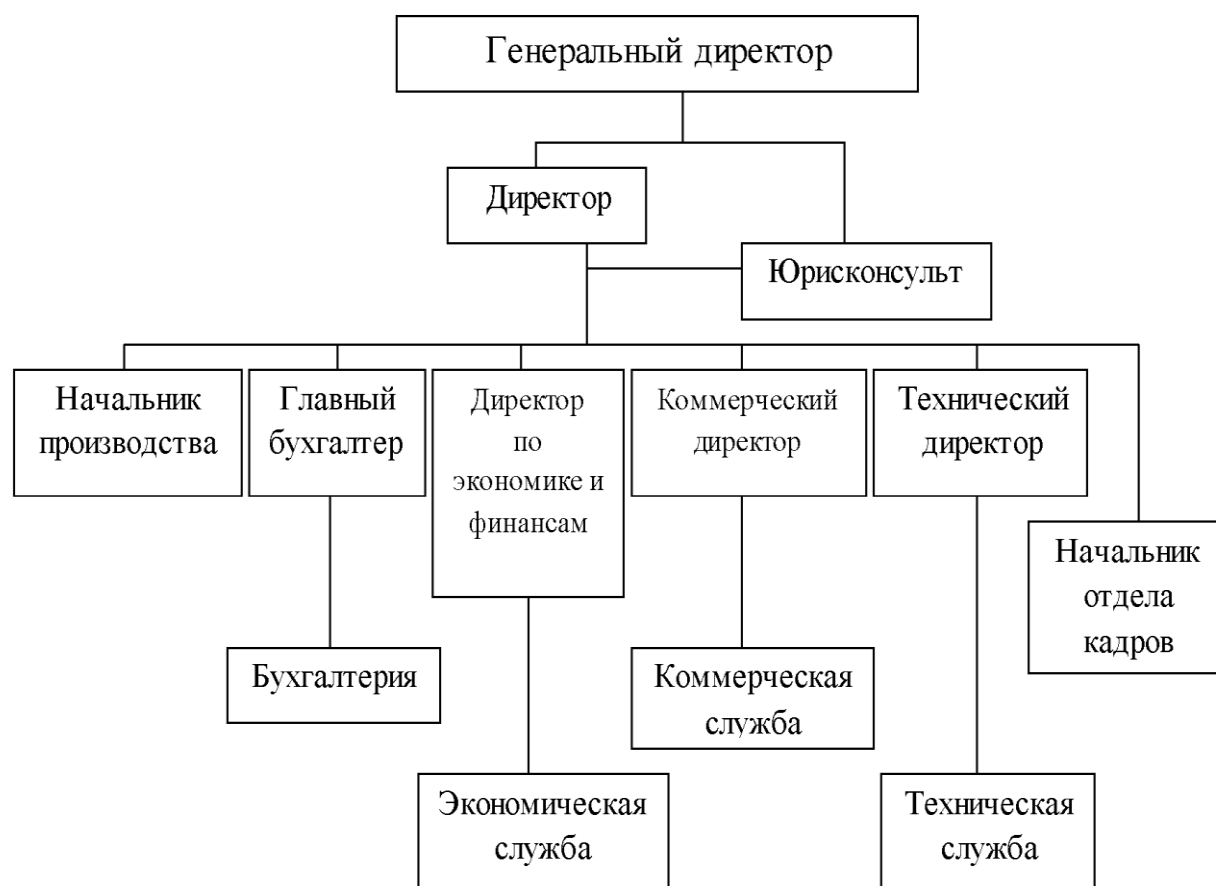 Генеральный директор
Директор
Юрисконсульт
Начальник
производства
Главный
бухгалтер
Директор
по
экономике и
финансам
Коммерческий
директор
Технический
директор
Начальник
отдела
кадров
Бухгалтерия
Коммерческая
служба
Экономическая
служба
Техническая
служба